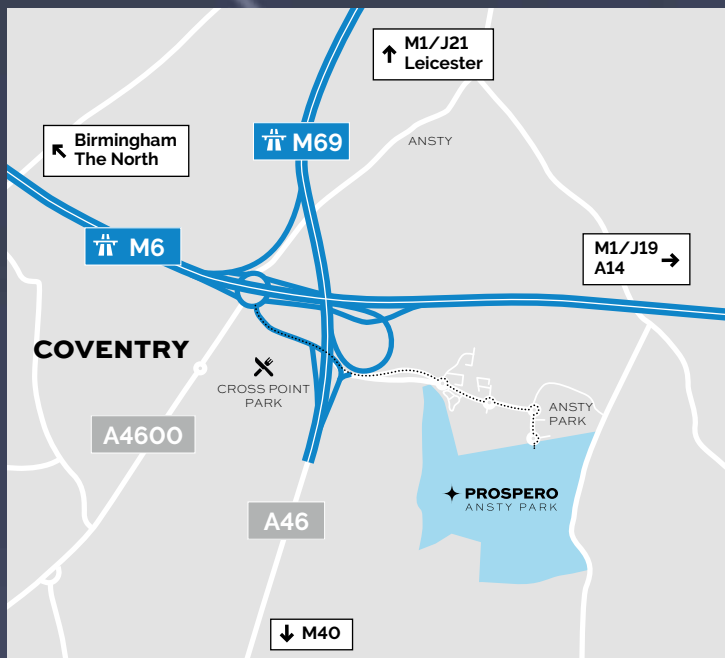 M1/J21
Leicester
Birmingham
The North
M69
ANSTY
M6
M1/J19
A14
COVENTRY
CROSS POINT
PARK
A4600
ANSTY
PARK
PROSPERO
ANSTY PARK
A46
M40